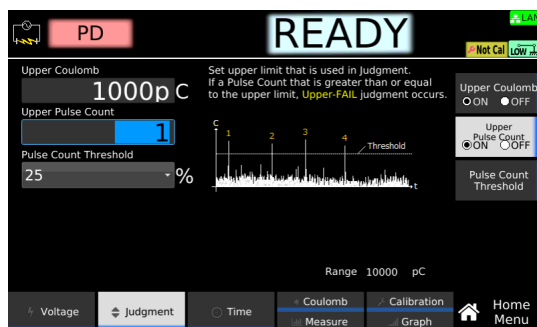 PD
READY
LAN
Not Cal
LOW
Upper Coulomb
1000p C
Upper Pulse Count
1
Pulse Count Threshold
25
%
Set upper limit that is used in Judgment.
If a Pulse Count that is greater than or equal
to the upper limit, Upper-FAIL judgment occurs.
C
1
2
3
4
Threshold
t
Range 10000 pC
Upper Coulomb
ON OFF
Upper
Pulse Count
ON OFF
Pulse Count
Threshold
Voltage
Judgment
Time
Coulomb
Measure
Calibration
Graph
Home
Menu